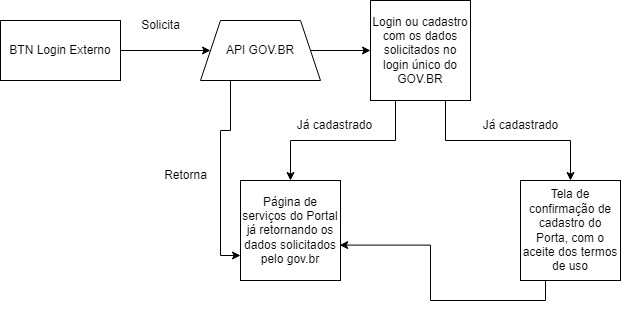 Solicita
BTN Login Externo
API GOV.BR
Login ou cadastro
com os dados
solicitados no
login único do
GOV.BR
Já cadastrado
Já cadastrado
Retorna
Página de
serviços do Portal
já retornando os
dados solicitados
pelo gov.br
Tela de
confirmação de
cadastro do
Porta, com o
aceite dos termos
de uso